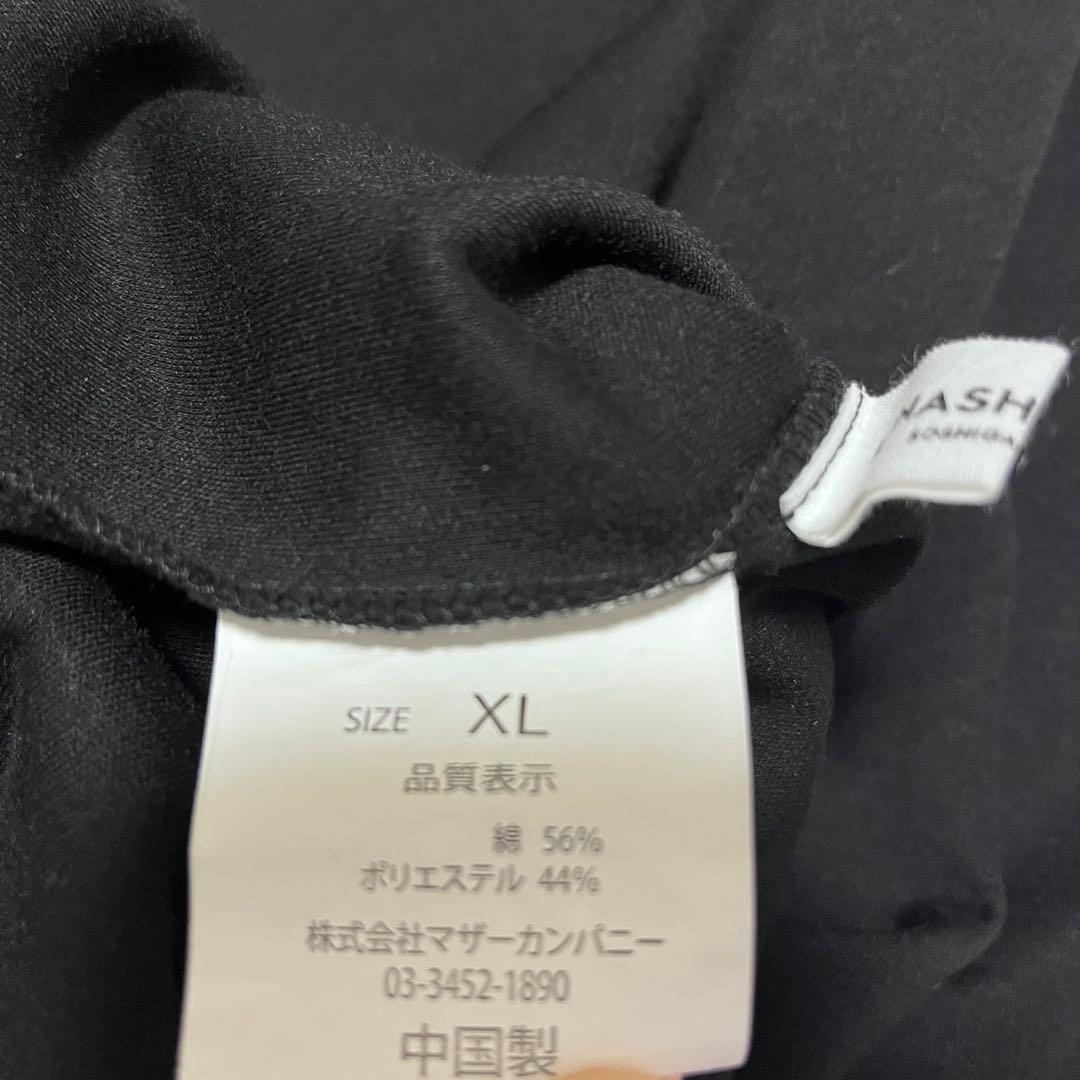 SIZE XL
品質表示
綿 56%
ポリエステル 44%
株式会社マザーカンパニー
03-3452-1890
中国製